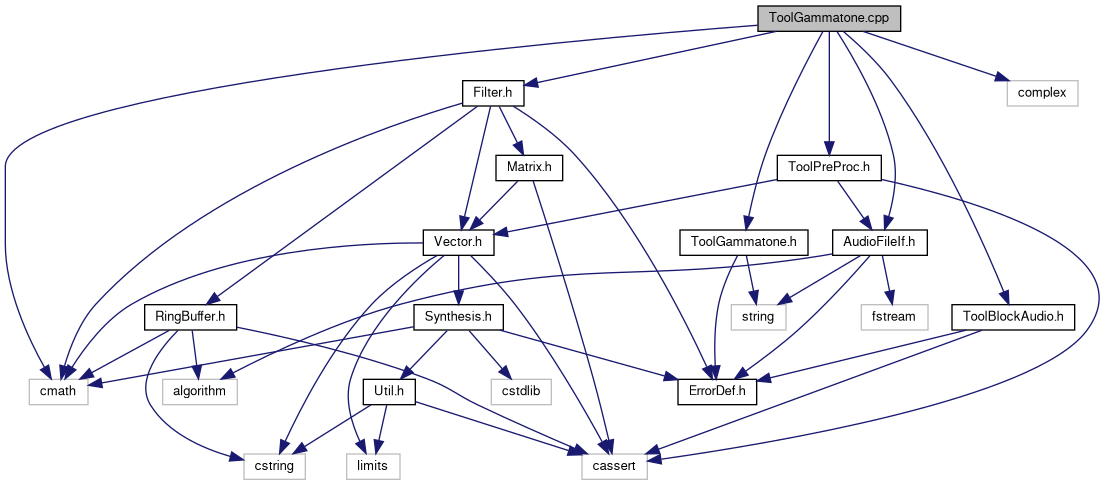 ToolGammatone.cpp
Filter.h
complex
Matrix.h
ToolPreProc.h
Vector.h
ToolGammatone.h
AudioFileIf.h
RingBuffer.h
Synthesis.h
string
fstream
ToolBlockAudio.h
cmath
algorithm
Util.h
cstdlib
ErrorDef.h
cstring
limits
cassert